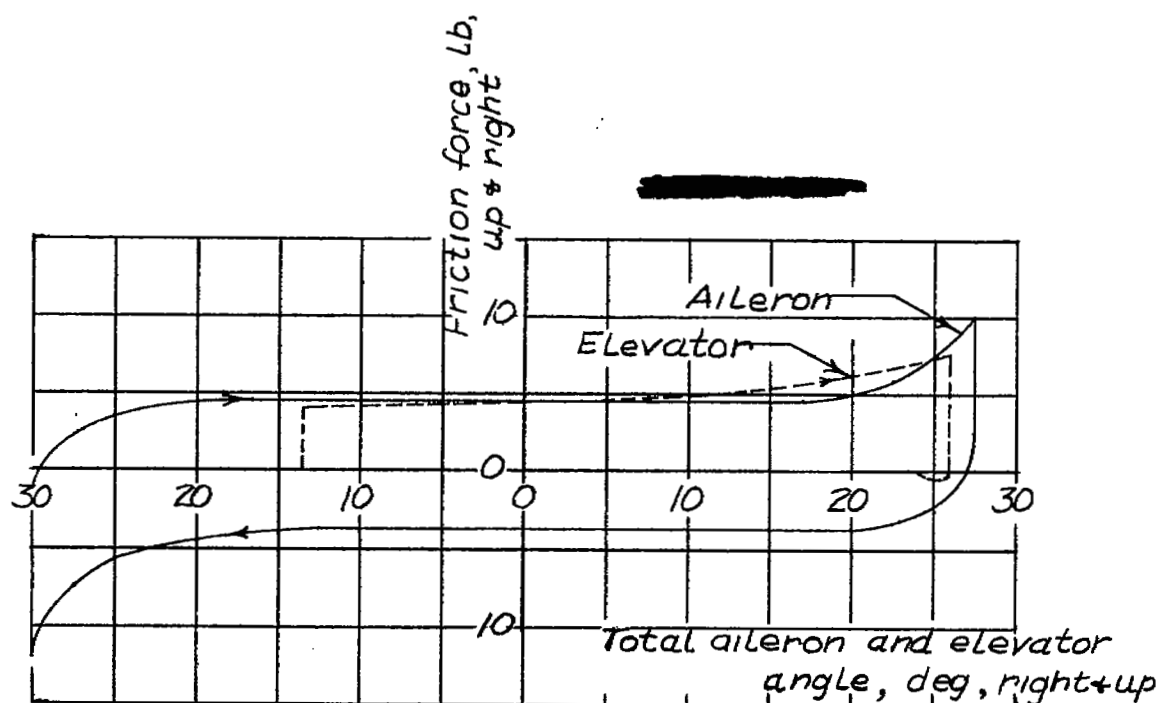 Friction force, Lb,
up & right
Aileron
10
Elevator
0
30 20 10 0 10 20 30
10
Total aileron and elevator
angle, deg, right+up